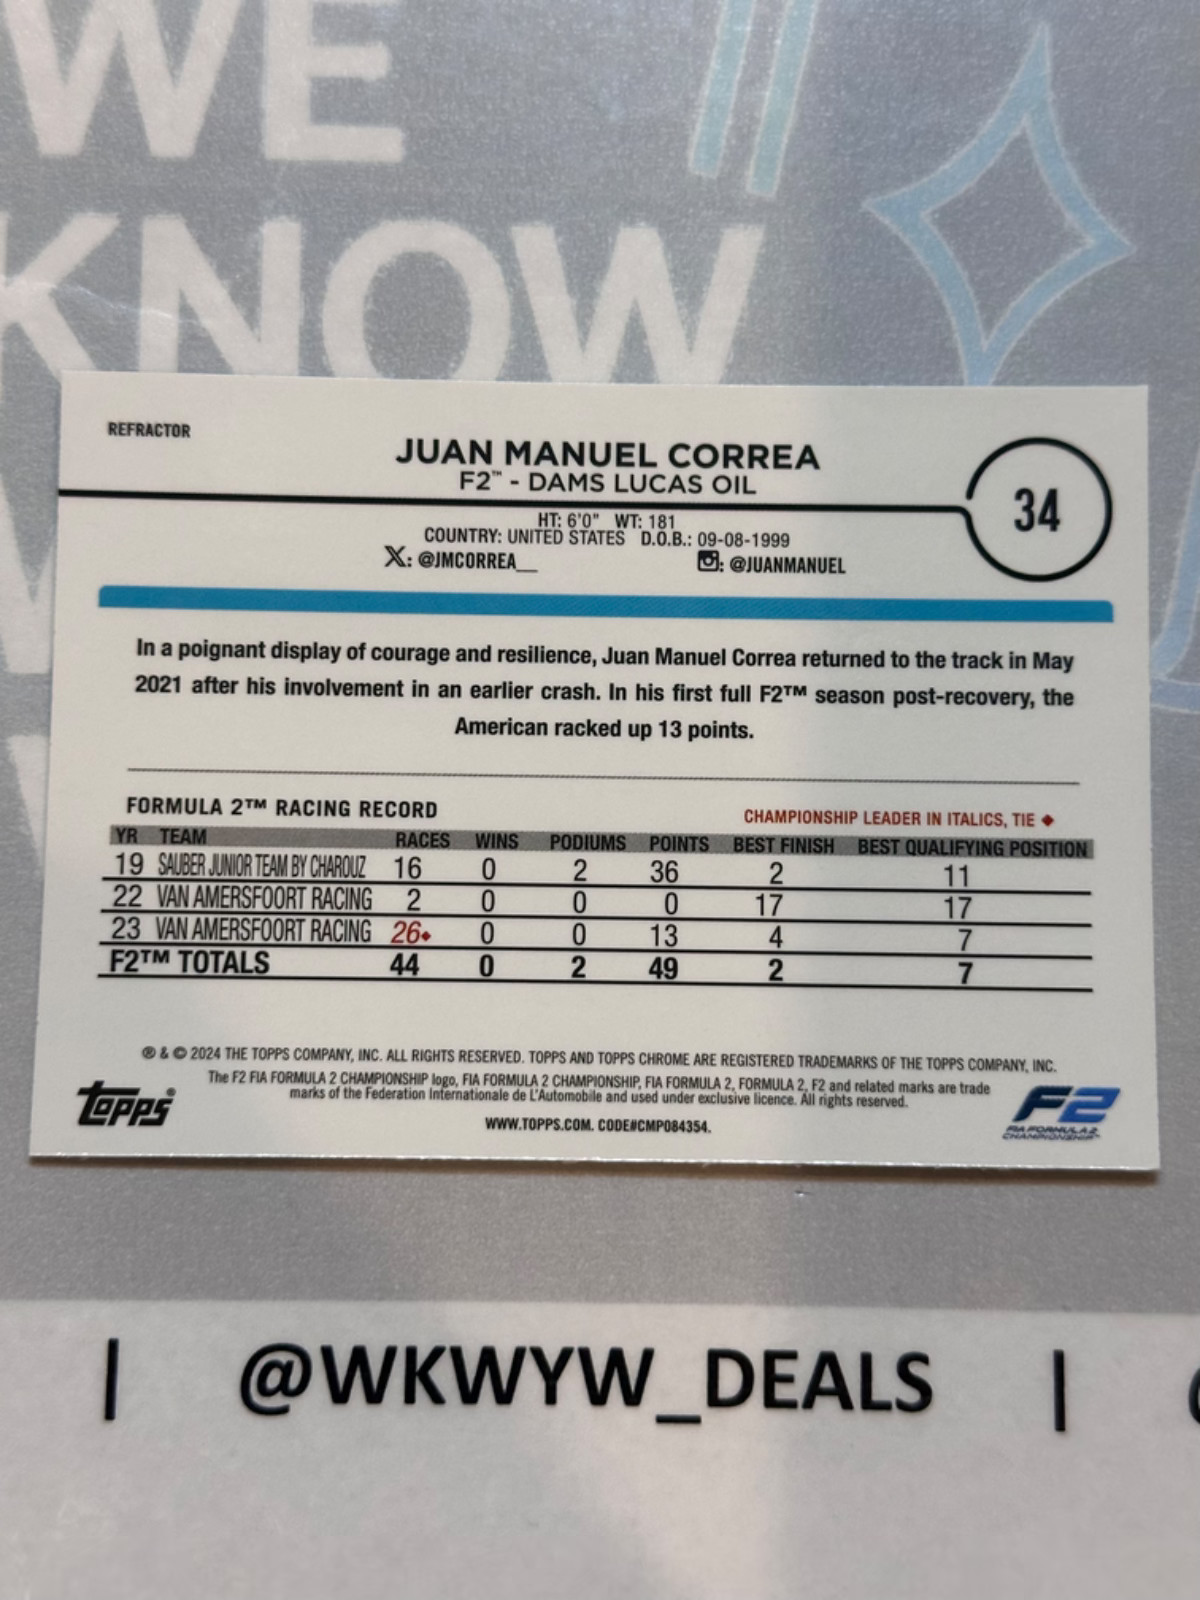 WE
KNOW
REFRACTOR
JUAN MANUEL CORREA
F2™ - DAMS LUCAS OIL
34
HT: 6'0" WT: 181
COUNTRY: UNITED STATES D.O.B.: 09-08-1999
X: @JMCORREA__ : @JUANMANUEL
In a poignant display of courage and resilience, Juan Manuel Correa returned to the track in May
2021 after his involvement in an earlier crash. In his first full F2™ season post-recovery, the
American racked up 13 points.
FORMULA 2™ RACING RECORD CHAMPIONSHIP LEADER IN ITALICS, TIE ♦
YR TEAM RACES WINS PODIUMS POINTS BEST FINISH BEST QUALIFYING POSITION
19 SAUBER JUNIOR TEAM BY CHAROUZ 16 0 2 36 2 11
22 VAN AMERSFOORT RACING 2 0 0 0 17 17
23 VAN AMERSFOORT RACING 26♦ 0 0 13 4 7
F2™ TOTALS 44 0 2 49 2 7
® & © 2024 THE TOPPS COMPANY, INC. ALL RIGHTS RESERVED. TOPPS AND TOPPS CHROME ARE REGISTERED TRADEMARKS OF THE TOPPS COMPANY, INC.
The F2 FIA FORMULA 2 CHAMPIONSHIP logo, FIA FORMULA 2 CHAMPIONSHIP, FIA FORMULA 2, FORMULA 2, F2 and related marks are trade
marks of the Federation Internationale de L'Automobile and used under exclusive licence. All rights reserved.
WWW.TOPPS.COM. CODE#CMP084354.
topps®
F2
FIA FORMULA 2
CHAMPIONSHIP™
| @WKWYW_DEALS | @